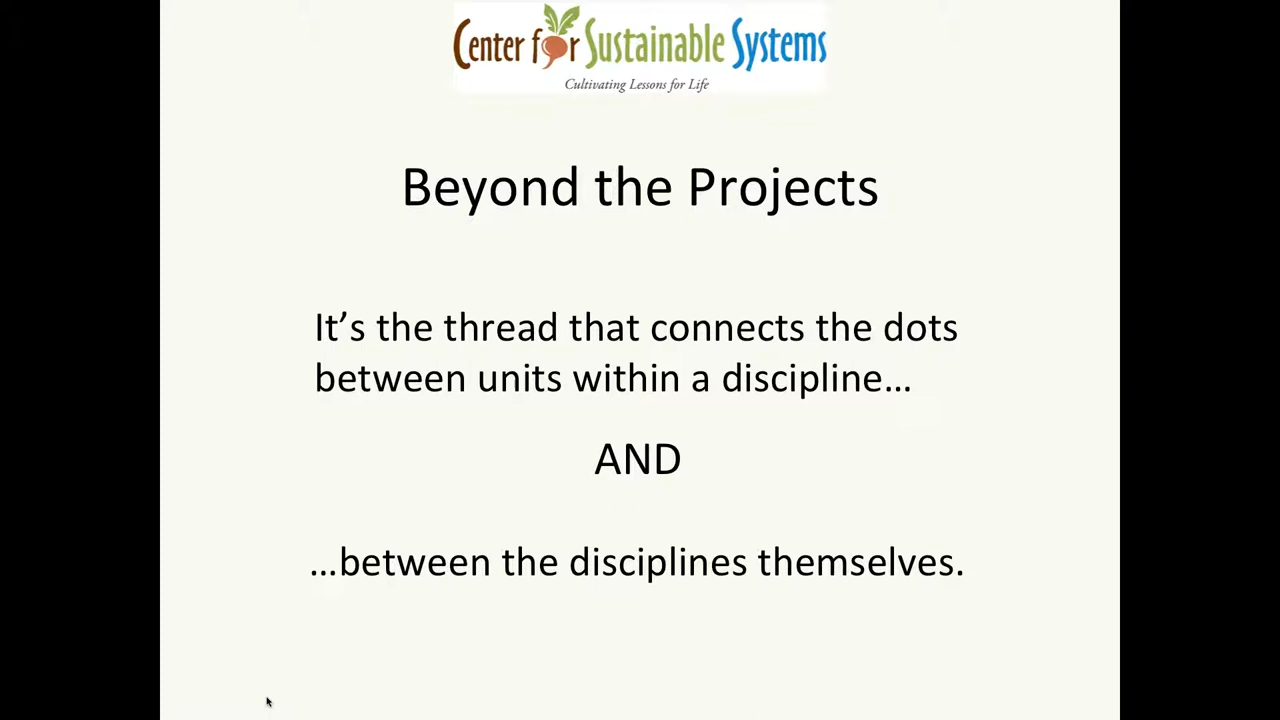 Center for Sustainable Systems
Cultivating Lessons for Life
Beyond the Projects
It’s the thread that connects the dots
between units within a discipline…
AND
…between the disciplines themselves.